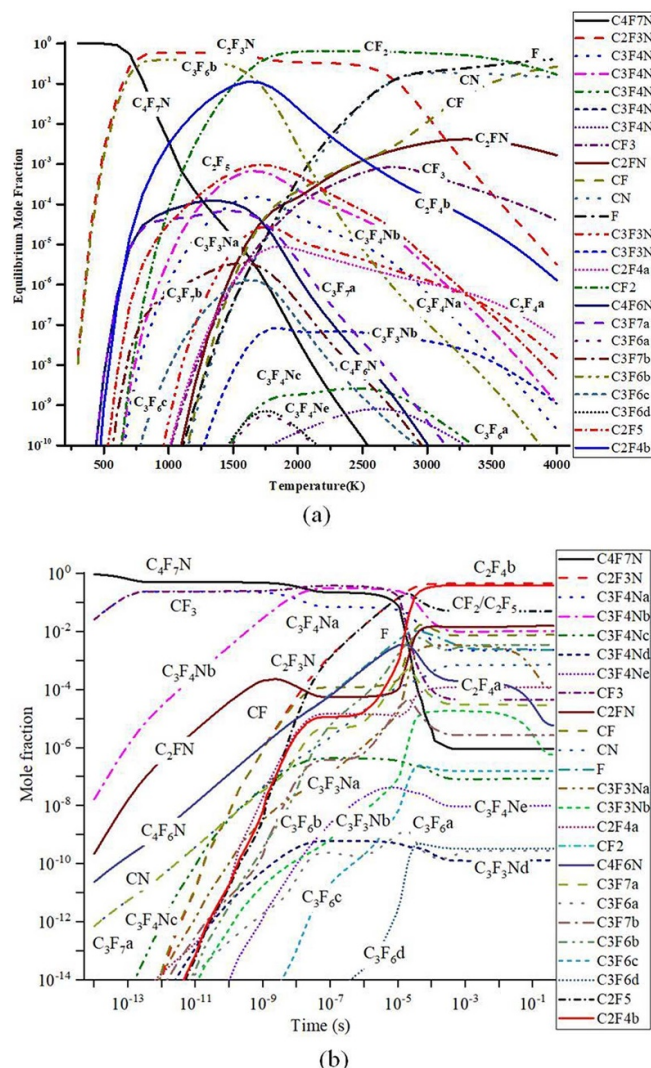 (a)
Equilibrium Mole Fraction
10⁰
10⁻¹
10⁻²
10⁻³
10⁻⁴
10⁻⁵
10⁻⁶
10⁻⁷
10⁻⁸
10⁻⁹
10⁻¹⁰
500
1000
1500
2000
2500
3000
3500
4000
Temperature(K)
C₂F₃N
C₃F₆b
C₄F₇N
CF₂
F
CN
CF
C₂FN
C₂F₅
CF₃
C₂F₄b
C₃F₃Na
C₃F₄Nb
C₃F₇b
C₃F₇a
C₃F₄Na
C₂F₄a
C₃F₃Nb
C₃F₆c
C₃F₄Nc
C₄F₆N
C₃F₄Ne
C₃F₆a
C4F7N
C2F3N
C3F4N
C3F4N
C3F4N
C3F4N
C3F4N
CF3
C2FN
CF
CN
F
C3F3N
C3F3N
C2F4a
CF2
C4F6N
C3F7a
C3F6a
C3F7b
C3F6b
C3F6c
C3F6d
C2F5
C2F4b
(a)
Mole fraction
10⁰
10⁻²
10⁻⁴
10⁻⁶
10⁻⁸
10⁻¹⁰
10⁻¹²
10⁻¹⁴
10⁻¹³
10⁻¹¹
10⁻⁹
10⁻⁷
10⁻⁵
10⁻³
10⁻¹
Time (s)
C₄F₇N
C₂F₄b
CF₃
CF₂/C₂F₅
C₃F₄Na
C₃F₄Nb
C₂F₃N
F
C₂FN
CF
C₂F₄a
C₄F₆N
C₃F₃Na
C₃F₆b
C₃F₃Nb
C₃F₆a
C₃F₄Ne
CN
C₃F₄Nc
C₃F₆c
C₃F₃Nd
C₃F₇a
C₃F₆d
C4F7N
C2F3N
C3F4Na
C3F4Nb
C3F4Nc
C3F4Nd
C3F4Ne
CF3
C2FN
CF
CN
F
C3F3Na
C3F3Nb
C2F4a
CF2
C4F6N
C3F7a
C3F6a
C3F7b
C3F6b
C3F6c
C3F6d
C2F5
C2F4b
(b)